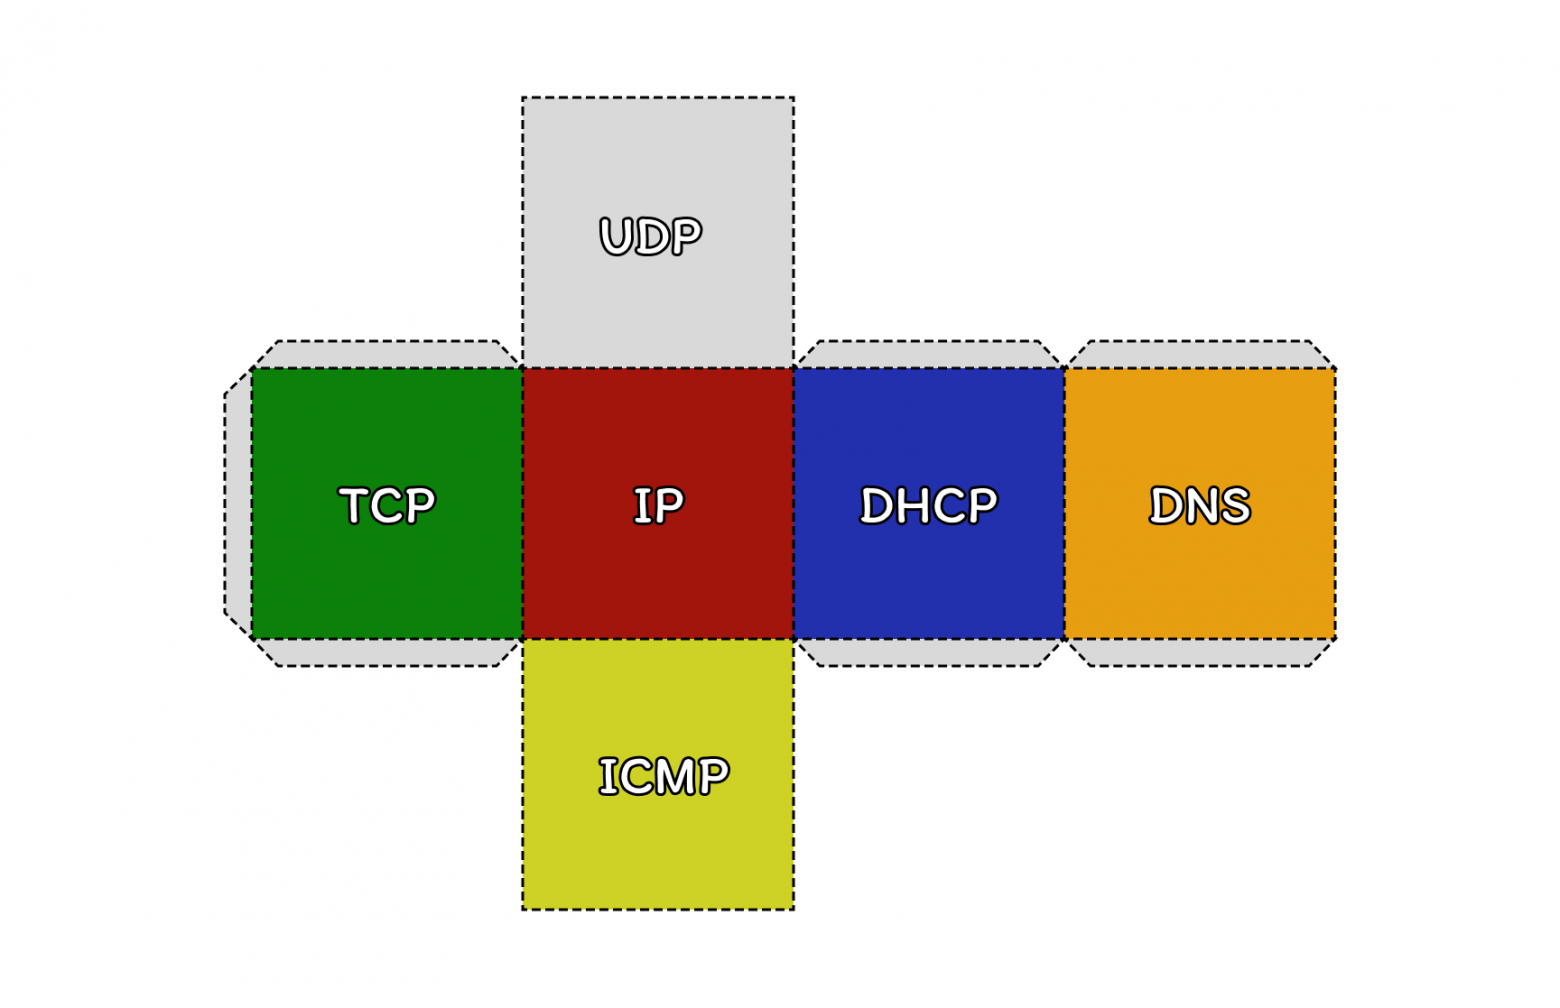 UDP
TCP
IP
DHCP
DNS
ICMP